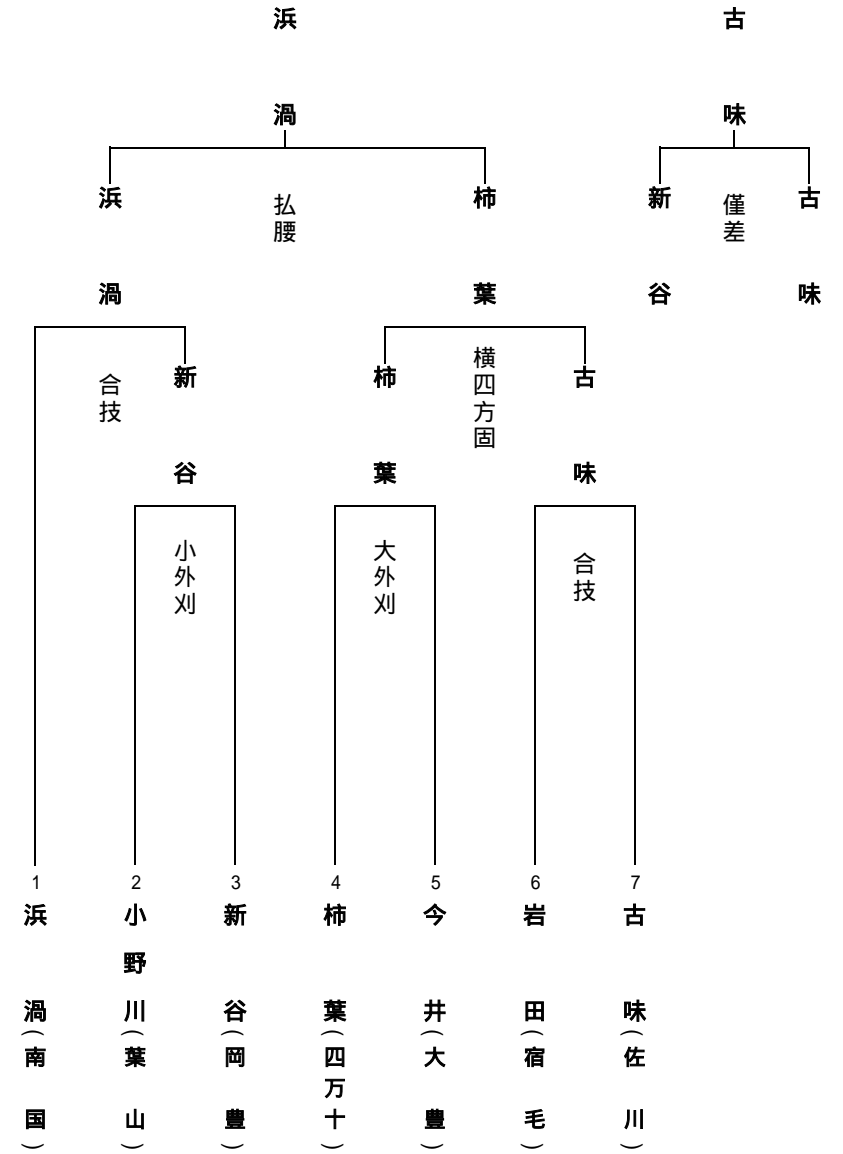 浜渦
古味
浜渦
払腰
柿葉
新谷
僅差
古味
合技
新谷
柿葉
横四方固
古味
小外刈
大外刈
合技
1
2
3
4
5
6
7
浜渦(南国)
小野川(葉山)
新谷(岡豊)
柿葉(四万十)
今井(大豊)
岩田(宿毛)
古味(佐川)